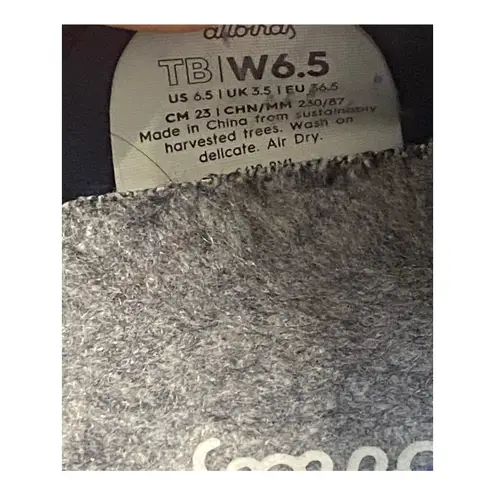 allbirds
TB | W6.5
US 6.5 | UK 3.5 | EU 36.5
CM 23 | CHN/MM 230/87
Made in China from sustainably
harvested trees. Wash on
delicate. Air Dry.